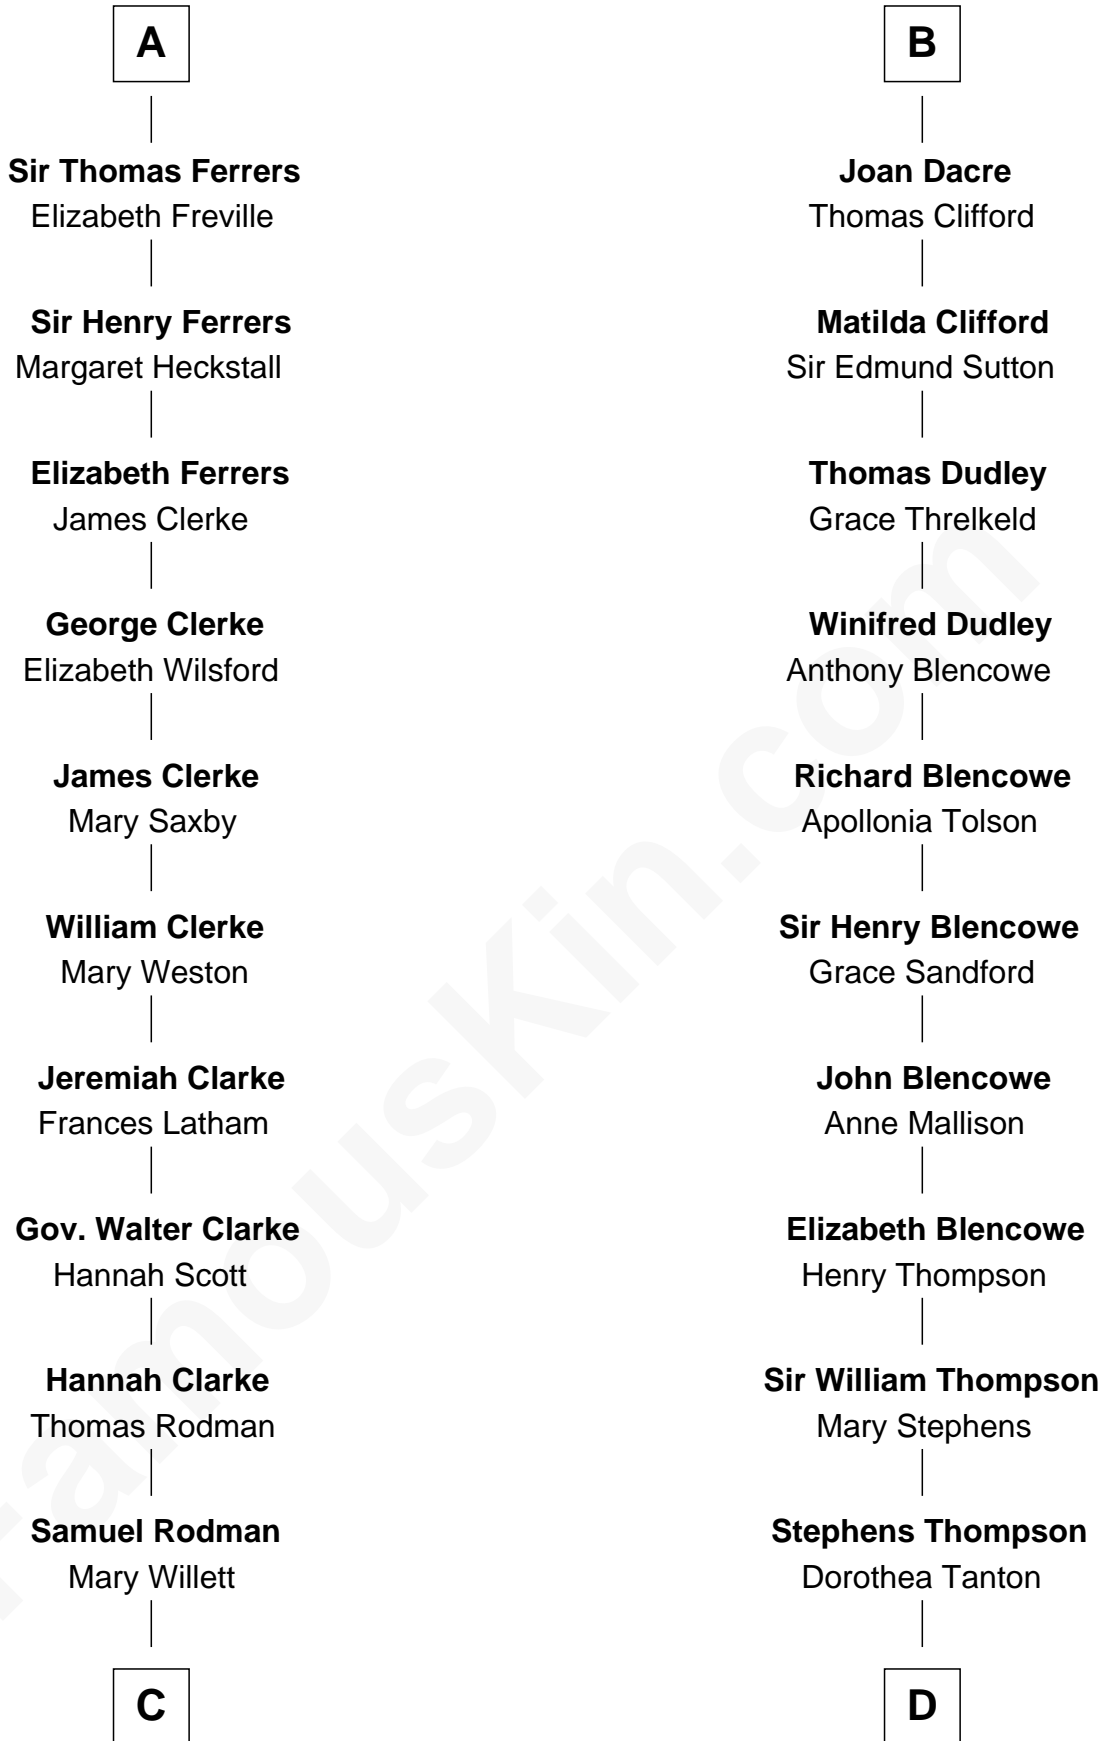 A
Sir Thomas Ferrers
Elizabeth Freville
Sir Henry Ferrers
Margaret Heckstall
Elizabeth Ferrers
James Clerke
George Clerke
Elizabeth Wilsford
James Clerke
Mary Saxby
William Clerke
Mary Weston
Jeremiah Clarke
Frances Latham
Gov. Walter Clarke
Hannah Scott
Hannah Clarke
Thomas Rodman
Samuel Rodman
Mary Willett
C
B
Joan Dacre
Thomas Clifford
Matilda Clifford
Sir Edmund Sutton
Thomas Dudley
Grace Threlkeld
Winifred Dudley
Anthony Blencowe
Richard Blencowe
Apollonia Tolson
Sir Henry Blencowe
Grace Sandford
John Blencowe
Anne Mallison
Elizabeth Blencowe
Henry Thompson
Sir William Thompson
Mary Stephens
Stephens Thompson
Dorothea Tanton
D
FamousKin.com